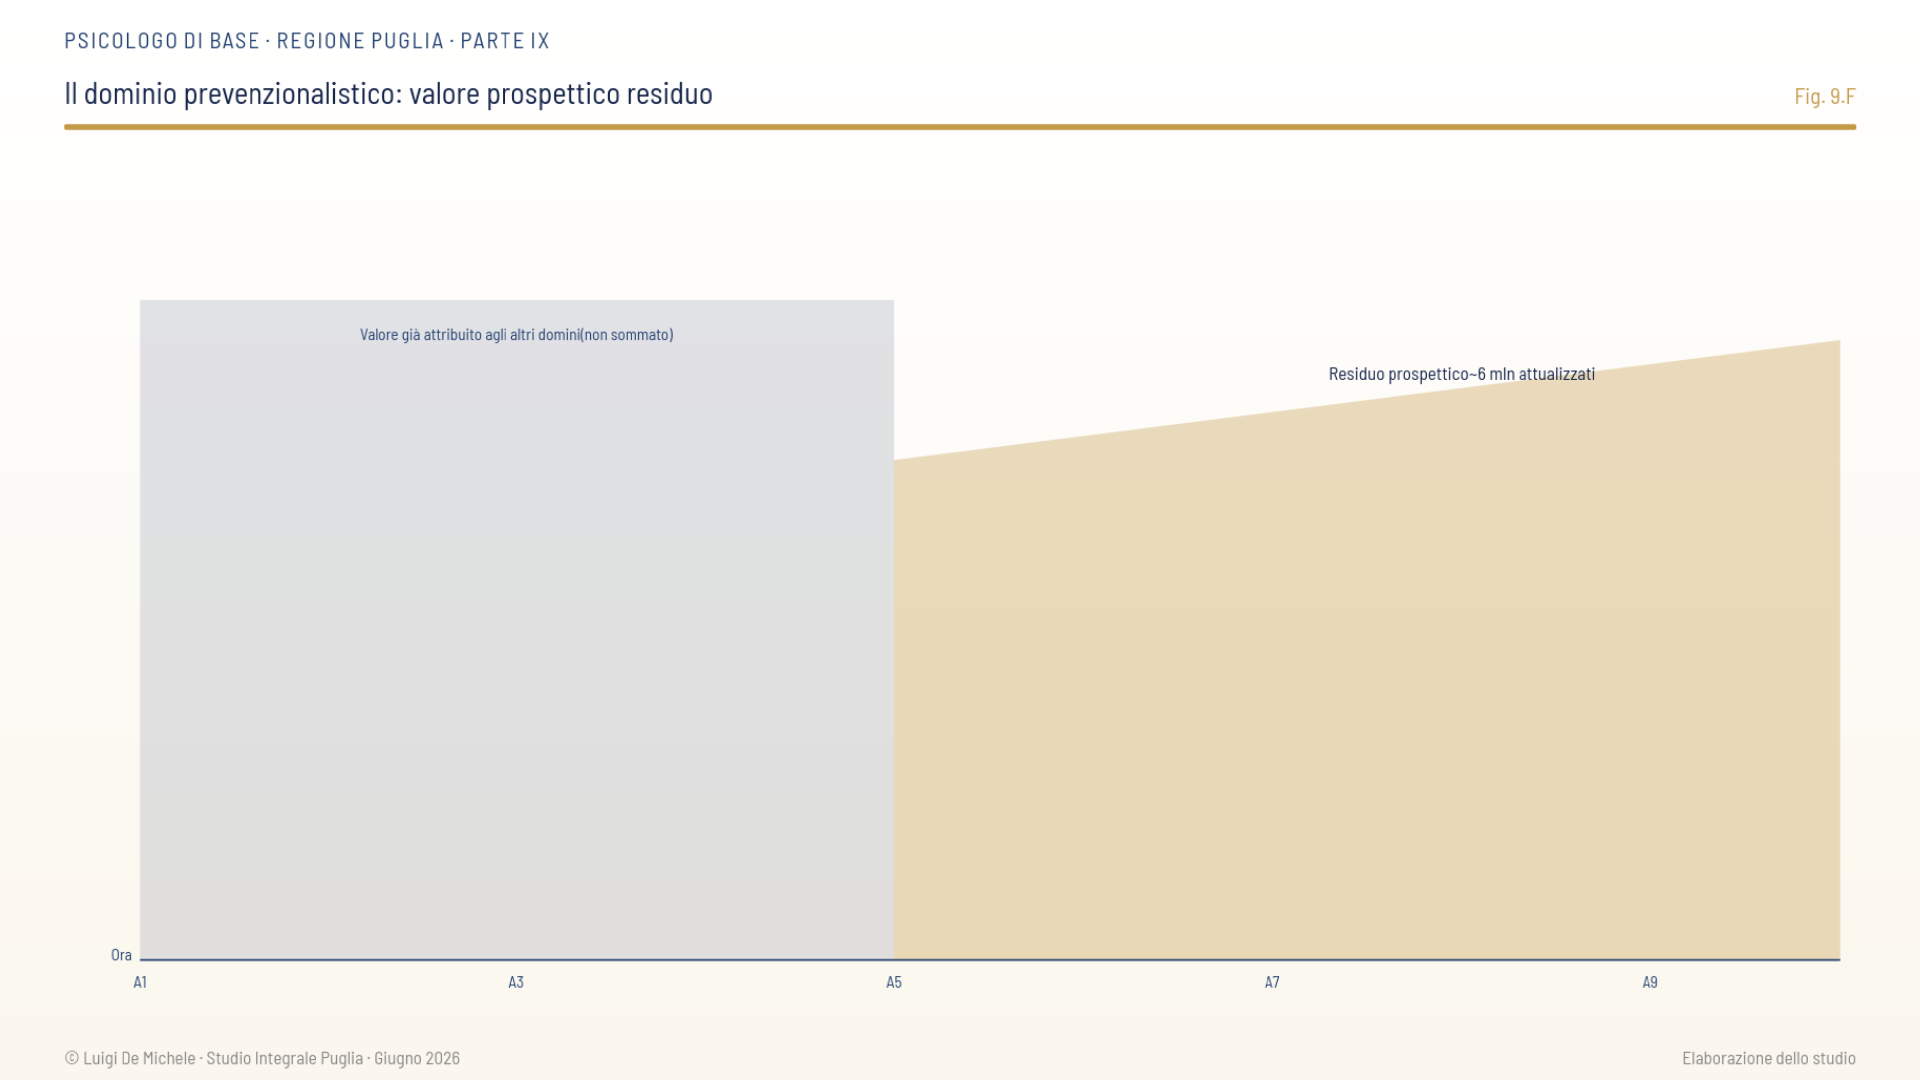 PSICOLOGO DI BASE · REGIONE PUGLIA · PARTE IX
Il dominio prevenzionalistico: valore prospettico residuo
Fig. 9.F
Valore già attribuito agli altri domini(non sommato)
Residuo prospettico~6 mln attualizzati
Ora
A1
A3
A5
A7
A9
© Luigi De Michele · Studio Integrale Puglia · Giugno 2026
Elaborazione dello studio